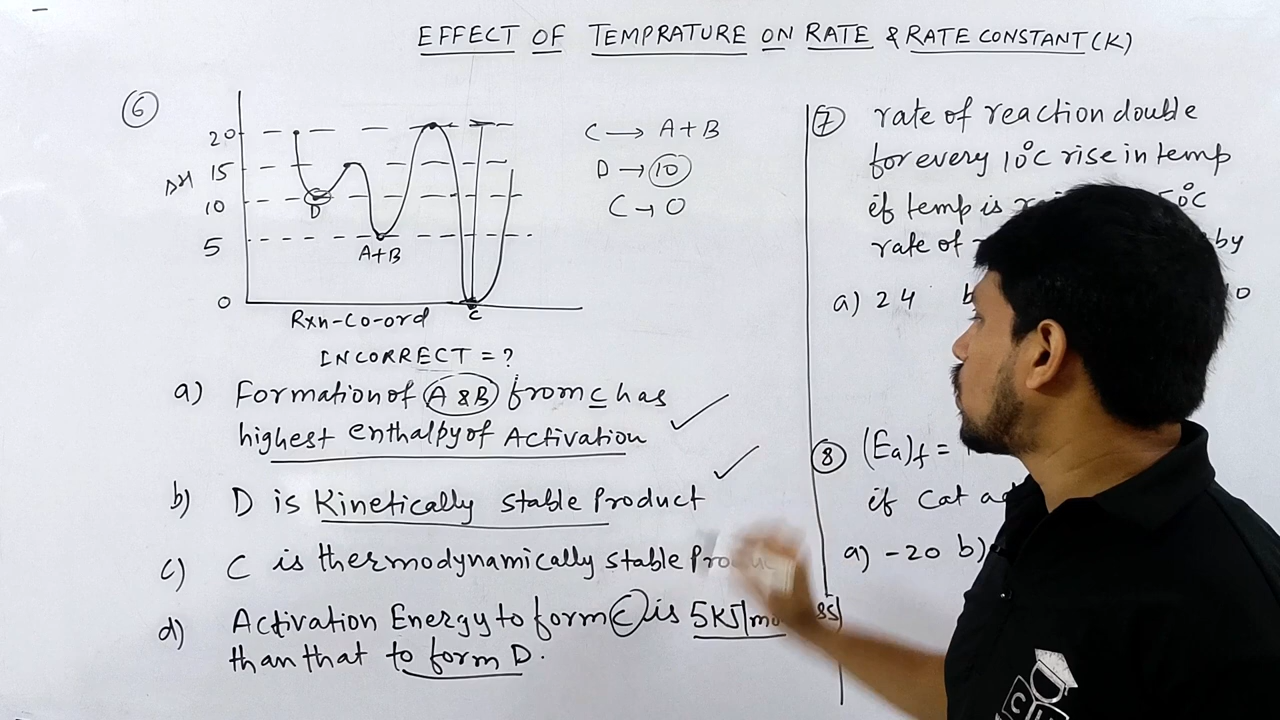 EFFECT OF TEMPRATURE ON RATE & RATE CONSTANT (K)
6
20
15
10
5
0
ΔH
D
A+B
C
Rxn-Co-ord
C → A+B
D → 10
C → 0
INCORRECT = ?
a) Formation of A & B from C has
highest enthalpy of Activation
b) D is Kinetically stable Product
c) C is thermodynamically stable
d) Activation Energy to form C is 5KJ/
than that to form D.
7
rate of reaction double
for every 10°C rise in temp
if temp is
rate of by
a) 24
8
(Ea)f =
if Cat
a) -20 b)